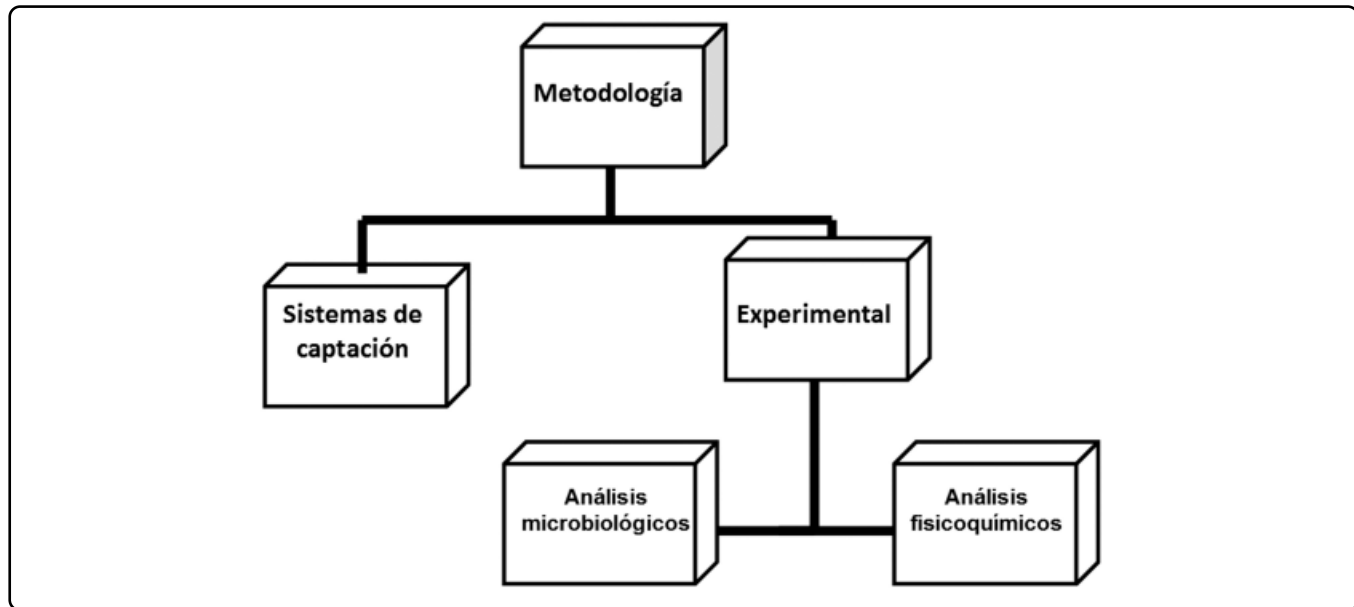 Metodología
Sistemas de
captación
Experimental
Análisis
microbiológicos
Análisis
fisicoquímicos